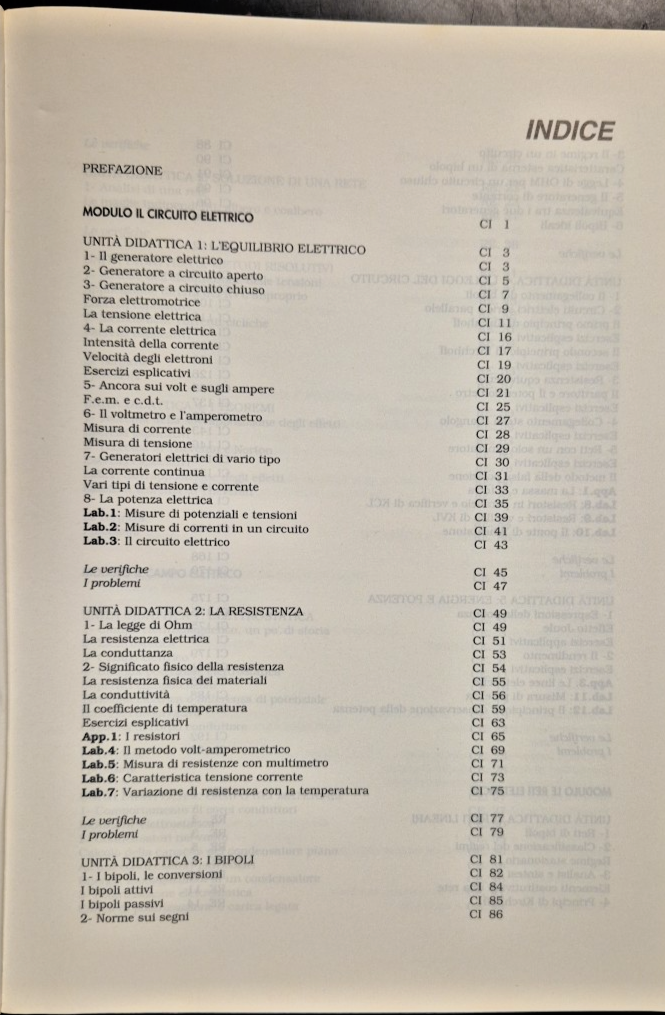 INDICE
PREFAZIONE
MODULO IL CIRCUITO ELETTRICO CI 1
UNITÀ DIDATTICA 1: L'EQUILIBRIO ELETTRICO CI 3
1- Il generatore elettrico CI 3
2- Generatore a circuito aperto CI 5
3- Generatore a circuito chiuso CI 7
Forza elettromotrice CI 9
La tensione elettrica CI 11
4- La corrente elettrica CI 16
Intensità della corrente CI 17
Velocità degli elettroni CI 19
Esercizi esplicativi CI 20
5- Ancora sui volt e sugli ampere CI 21
F.e.m. e c.d.t. CI 25
6- Il voltmetro e l'amperometro CI 27
Misura di corrente CI 28
Misura di tensione CI 29
7- Generatori elettrici di vario tipo CI 30
La corrente continua CI 31
Vari tipi di tensione e corrente CI 33
8- La potenza elettrica CI 35
Lab.1: Misure di potenziali e tensioni CI 39
Lab.2: Misure di correnti in un circuito CI 41
Lab.3: Il circuito elettrico CI 43
Le verifiche CI 45
I problemi CI 47
UNITÀ DIDATTICA 2: LA RESISTENZA CI 49
1- La legge di Ohm CI 49
La resistenza elettrica CI 51
La conduttanza CI 53
2- Significato fisico della resistenza CI 54
La resistenza fisica dei materiali CI 55
La conduttività CI 56
Il coefficiente di temperatura CI 59
Esercizi esplicativi CI 63
App.1: I resistori CI 65
Lab.4: Il metodo volt-amperometrico CI 69
Lab.5: Misura di resistenze con multimetro CI 71
Lab.6: Caratteristica tensione corrente CI 73
Lab.7: Variazione di resistenza con la temperatura CI 75
Le verifiche CI 77
I problemi CI 79
UNITÀ DIDATTICA 3: I BIPOLI CI 81
1- I bipoli, le conversioni CI 82
I bipoli attivi CI 84
I bipoli passivi CI 85
2- Norme sui segni CI 86